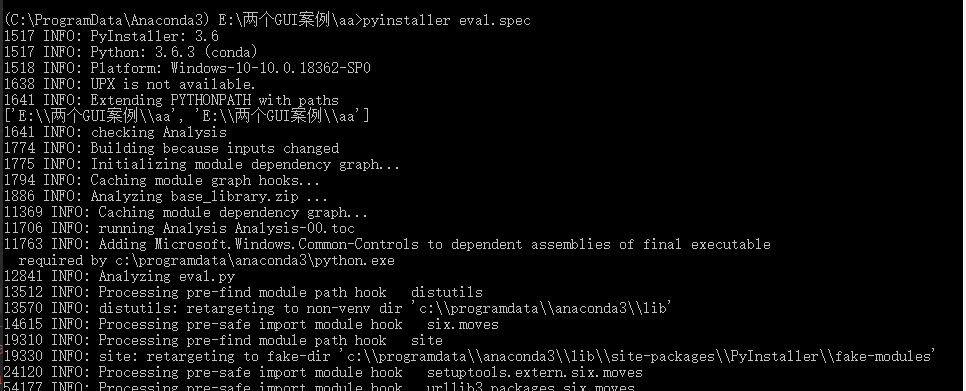 (C:\ProgramData\Anaconda3) E:\两个GUI案例\aa>pyinstaller eval.spec
1517 INFO: PyInstaller: 3.6
1517 INFO: Python: 3.6.3 (conda)
1518 INFO: Platform: Windows-10-10.0.18362-SP0
1638 INFO: UPX is not available.
1641 INFO: Extending PYTHONPATH with paths
['E:\\两个GUI案例\\aa', 'E:\\两个GUI案例\\aa']
1641 INFO: checking Analysis
1774 INFO: Building because inputs changed
1775 INFO: Initializing module dependency graph...
1794 INFO: Caching module graph hooks...
1886 INFO: Analyzing base_library.zip ...
11369 INFO: Caching module dependency graph...
11706 INFO: running Analysis Analysis-00.toc
11763 INFO: Adding Microsoft.Windows.Common-Controls to dependent assemblies of final executable
  required by c:\programdata\anaconda3\python.exe
12841 INFO: Analyzing eval.py
13512 INFO: Processing pre-find module path hook   distutils
13570 INFO: distutils: retargeting to non-venv dir 'c:\\programdata\\anaconda3\\lib'
14615 INFO: Processing pre-safe import module hook   six.moves
19310 INFO: Processing pre-find module path hook   site
19330 INFO: site: retargeting to fake-dir 'c:\\programdata\\anaconda3\\lib\\site-packages\\PyInstaller\\fake-modules'
24120 INFO: Processing pre-safe import module hook   setuptools.extern.six.moves
54177 INFO: Processing pre-safe import module hook   urllib3.packages.six.moves